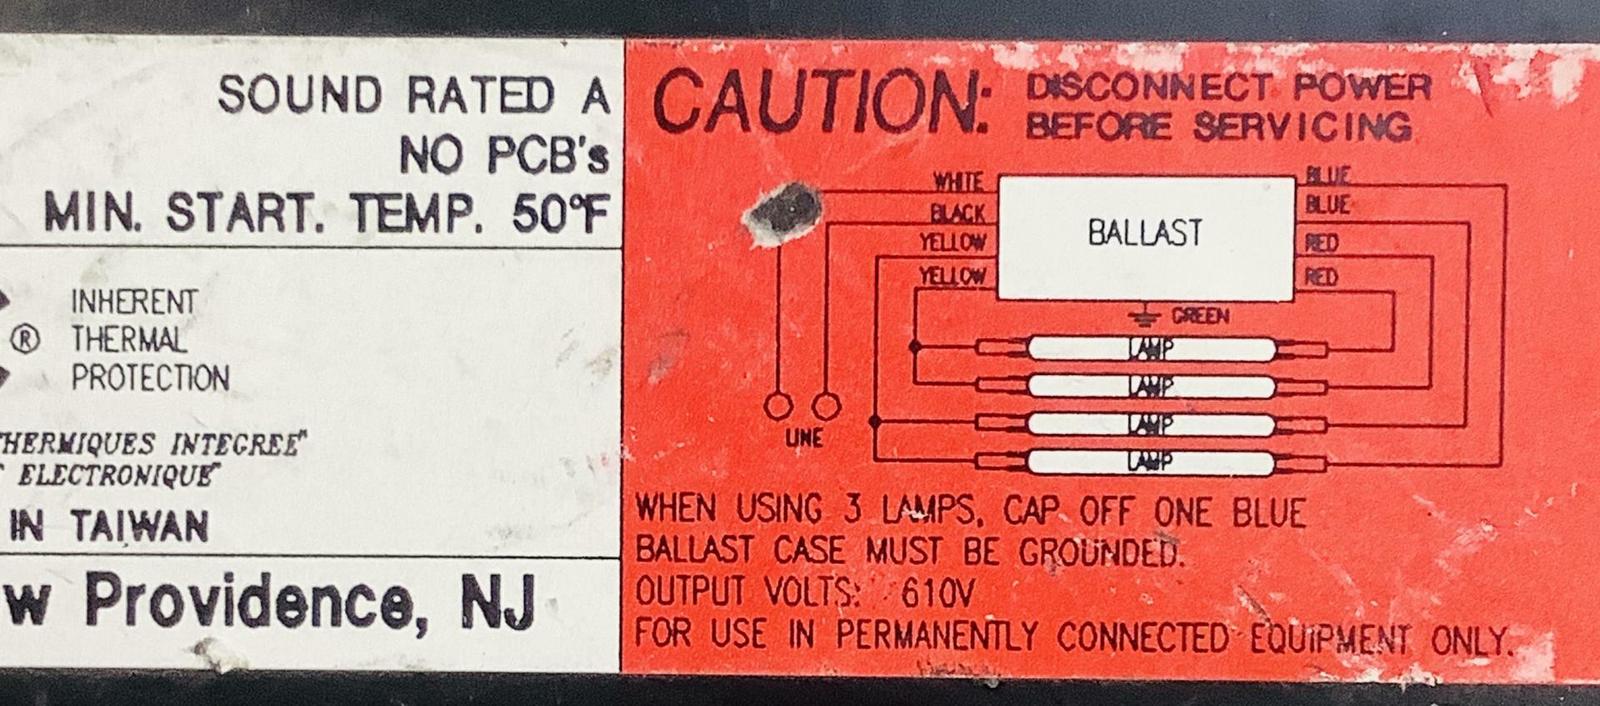 SOUND RATED A
NO PCB's
MIN. START. TEMP. 50°F
INHERENT
® THERMAL
PROTECTION
THERMIQUES INTEGREE"
ELECTRONIQUE"
IN TAIWAN
w Providence, NJ
CAUTION: DISCONNECT POWER
BEFORE SERVICING
WHITE
BLACK
YELLOW
YELLOW
BALLAST
BLUE
BLUE
RED
RED
GREEN
LAMP
LAMP
LAMP
LAMP
LINE
WHEN USING 3 LAMPS, CAP OFF ONE BLUE
BALLAST CASE MUST BE GROUNDED.
OUTPUT VOLTS: 610V
FOR USE IN PERMANENTLY CONNECTED EQUIPMENT ONLY.